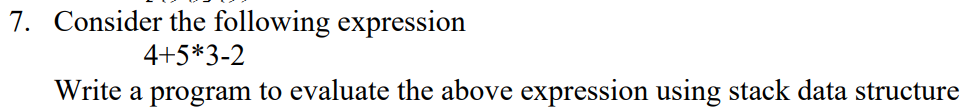 7. Consider the following expression
4+5*3-2
Write a program to evaluate the above expression using stack data structure